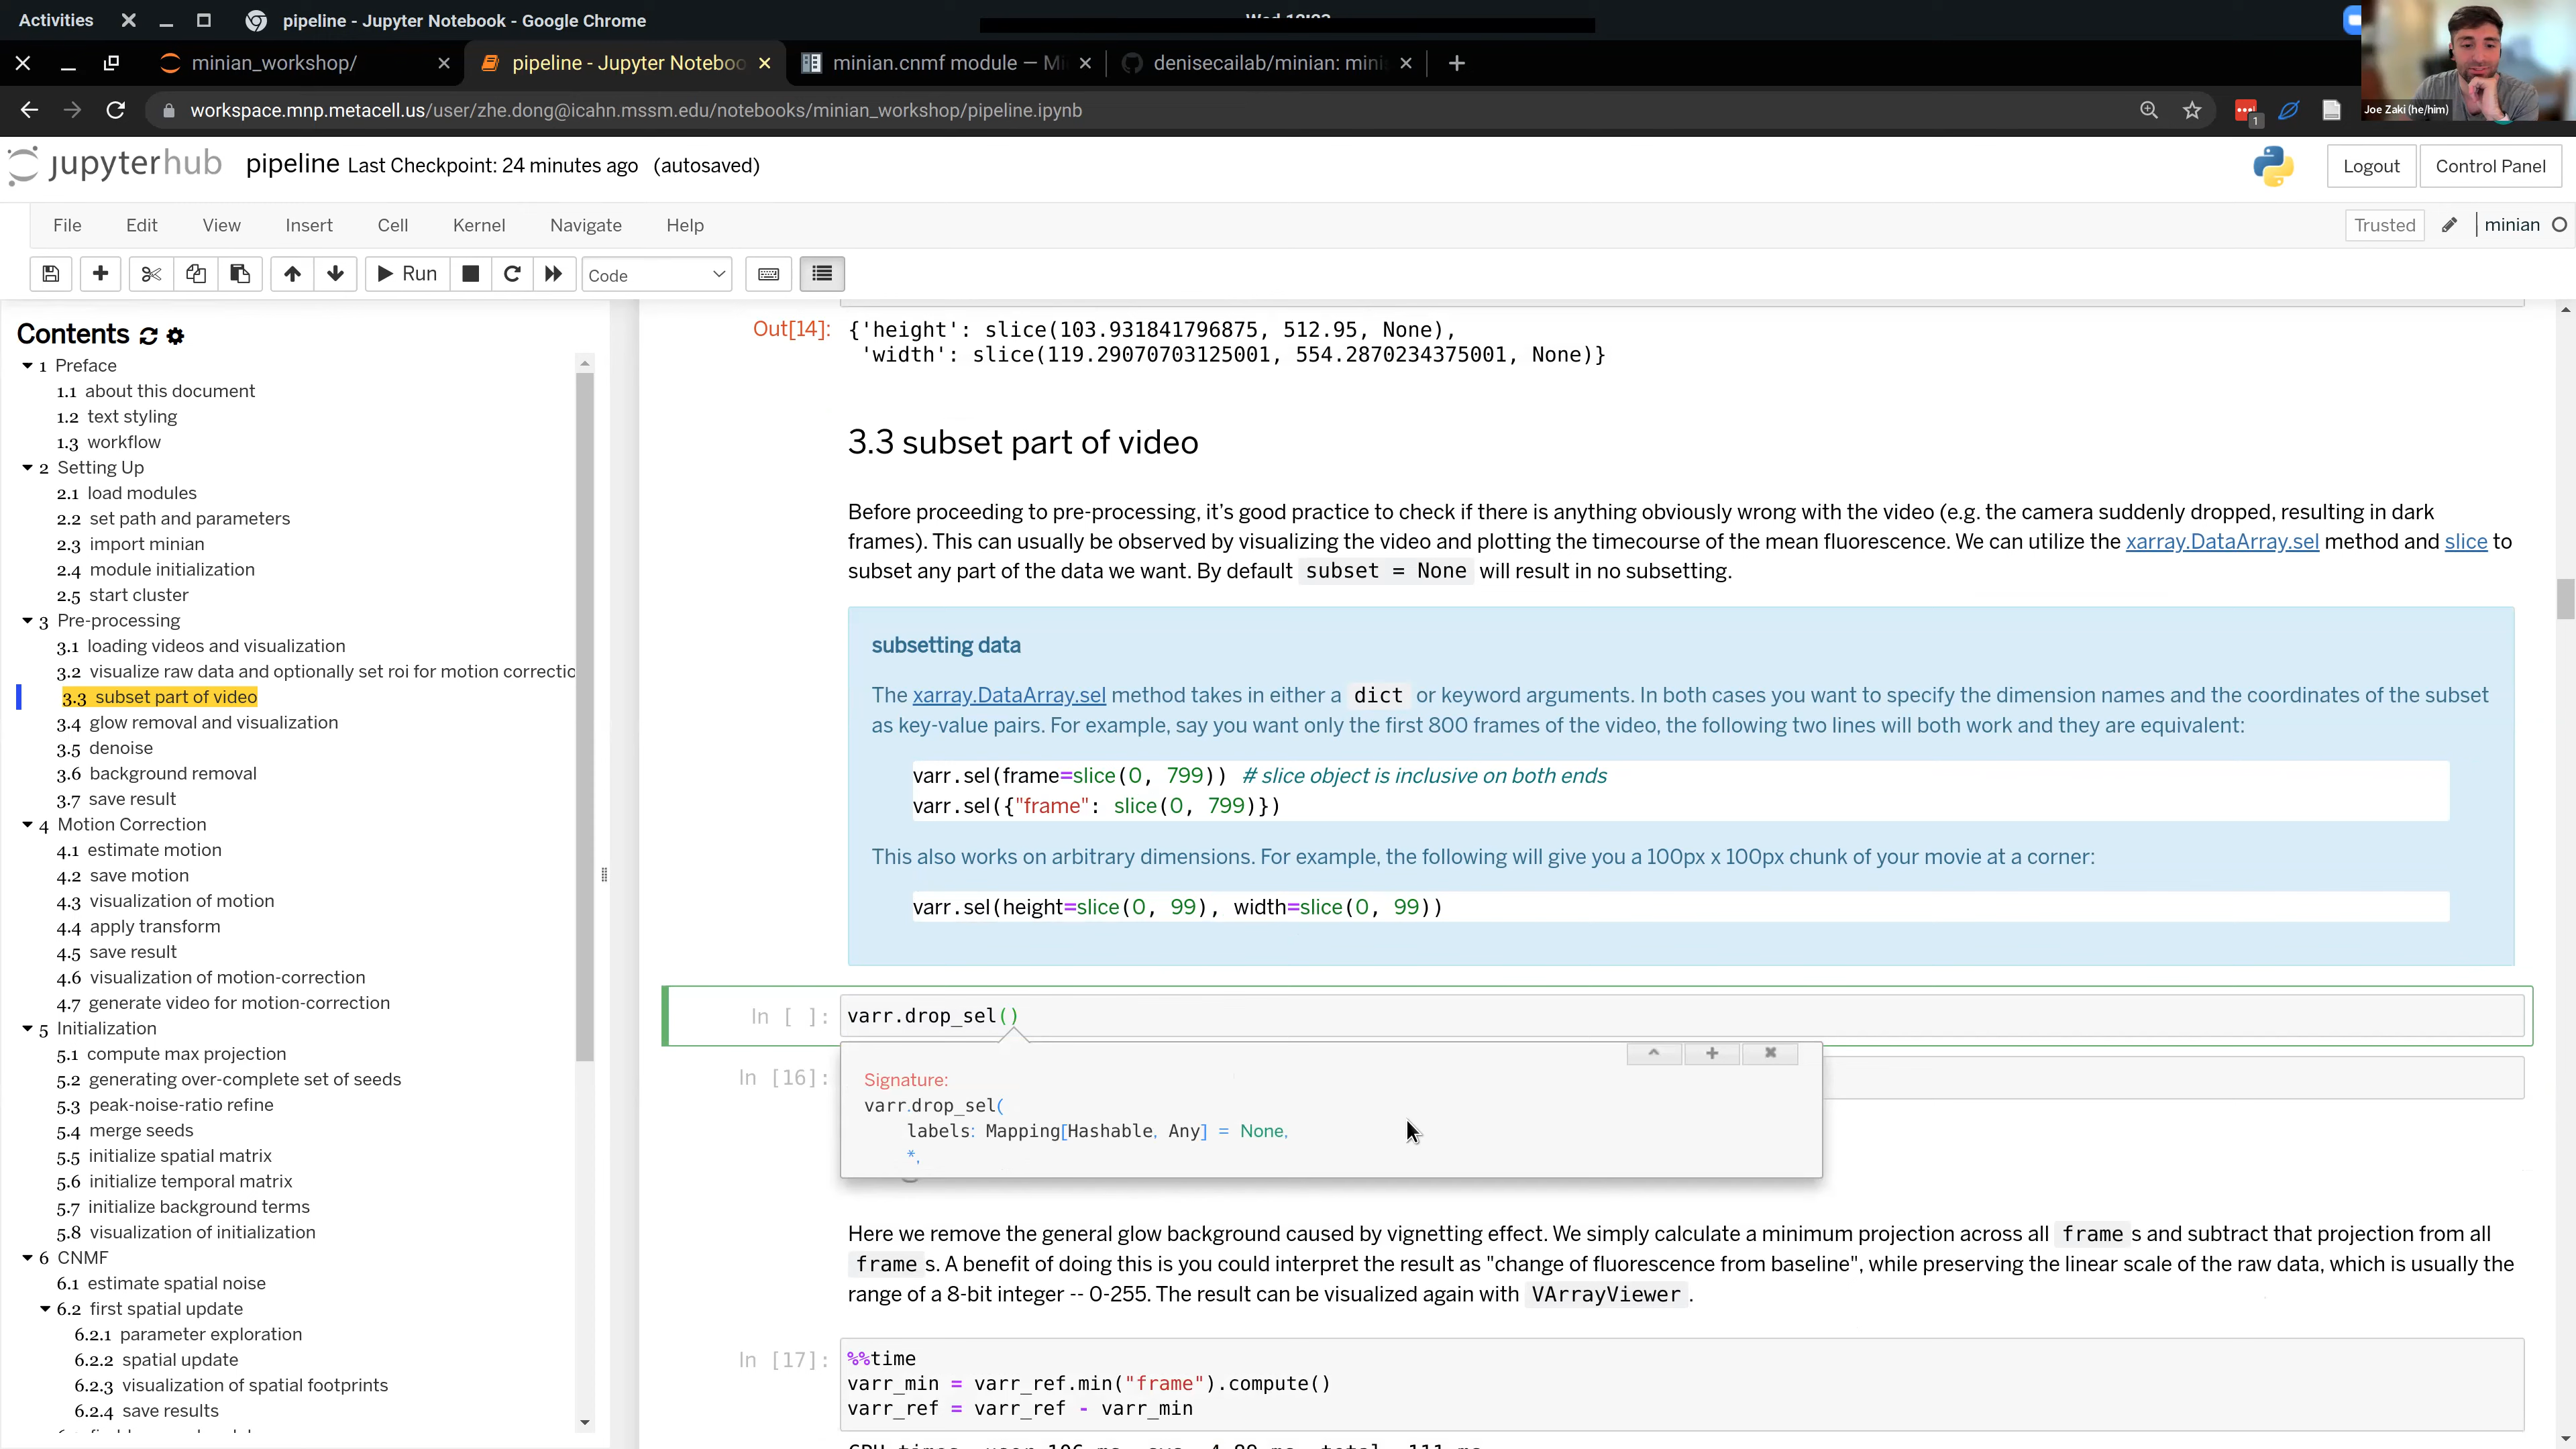 Activities
pipeline - Jupyter Notebook - Google Chrome
minian_workshop/
pipeline - Jupyter Noteboo
minian.cnmf module — Mi
denisecailab/minian: minis
workspace.mnp.metacell.us/user/zhe.dong@icahn.mssm.edu/notebooks/minian_workshop/pipeline.ipynb
1
Joe Zaki (he/him)
jupyterhub
pipeline Last Checkpoint: 24 minutes ago (autosaved)
Logout
Control Panel
File Edit View Insert Cell Kernel Navigate Help
Trusted
minian
Run
Code
Contents
1 Preface
1.1 about this document
1.2 text styling
1.3 workflow
2 Setting Up
2.1 load modules
2.2 set path and parameters
2.3 import minian
2.4 module initialization
2.5 start cluster
3 Pre-processing
3.1 loading videos and visualization
3.2 visualize raw data and optionally set roi for motion correctio
3.3 subset part of video
3.4 glow removal and visualization
3.5 denoise
3.6 background removal
3.7 save result
4 Motion Correction
4.1 estimate motion
4.2 save motion
4.3 visualization of motion
4.4 apply transform
4.5 save result
4.6 visualization of motion-correction
4.7 generate video for motion-correction
5 Initialization
5.1 compute max projection
5.2 generating over-complete set of seeds
5.3 peak-noise-ratio refine
5.4 merge seeds
5.5 initialize spatial matrix
5.6 initialize temporal matrix
5.7 initialize background terms
5.8 visualization of initialization
6 CNMF
6.1 estimate spatial noise
6.2 first spatial update
6.2.1 parameter exploration
6.2.2 spatial update
6.2.3 visualization of spatial footprints
6.2.4 save results
Out[14]: {'height': slice(103.931841796875, 512.95, None),
'width': slice(119.29070703125001, 554.2870234375001, None)}
3.3 subset part of video
Before proceeding to pre-processing, it's good practice to check if there is anything obviously wrong with the video (e.g. the camera suddenly dropped, resulting in dark
frames). This can usually be observed by visualizing the video and plotting the timecourse of the mean fluorescence. We can utilize the xarray.DataArray.sel method and slice to
subset any part of the data we want. By default subset = None will result in no subsetting.
subsetting data
The xarray.DataArray.sel method takes in either a dict or keyword arguments. In both cases you want to specify the dimension names and the coordinates of the subset
as key-value pairs. For example, say you want only the first 800 frames of the video, the following two lines will both work and they are equivalent:
varr.sel(frame=slice(0, 799)) # slice object is inclusive on both ends
varr.sel({"frame": slice(0, 799)})
This also works on arbitrary dimensions. For example, the following will give you a 100px x 100px chunk of your movie at a corner:
varr.sel(height=slice(0, 99), width=slice(0, 99))
In [ ]: varr.drop_sel()
In [16]:
Signature:
varr.drop_sel(
labels: Mapping[Hashable, Any] = None,
*,
Here we remove the general glow background caused by vignetting effect. We simply calculate a minimum projection across all frame s and subtract that projection from all
frame s. A benefit of doing this is you could interpret the result as "change of fluorescence from baseline", while preserving the linear scale of the raw data, which is usually the
range of a 8-bit integer -- 0-255. The result can be visualized again with VArrayViewer .
In [17]: %%time
varr_min = varr_ref.min("frame").compute()
varr_ref = varr_ref - varr_min